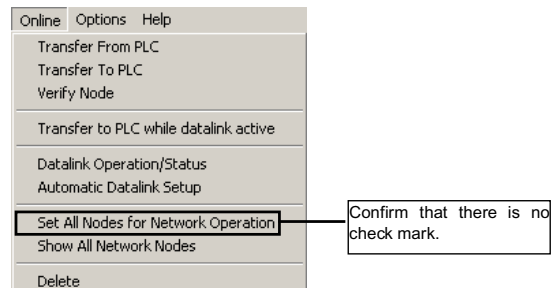 Online Options Help
Transfer From PLC
Transfer To PLC
Verify Node
Transfer to PLC while datalink active
Datalink Operation/Status
Automatic Datalink Setup
Set All Nodes for Network Operation
Show All Network Nodes
Delete
Confirm that there is no
check mark.